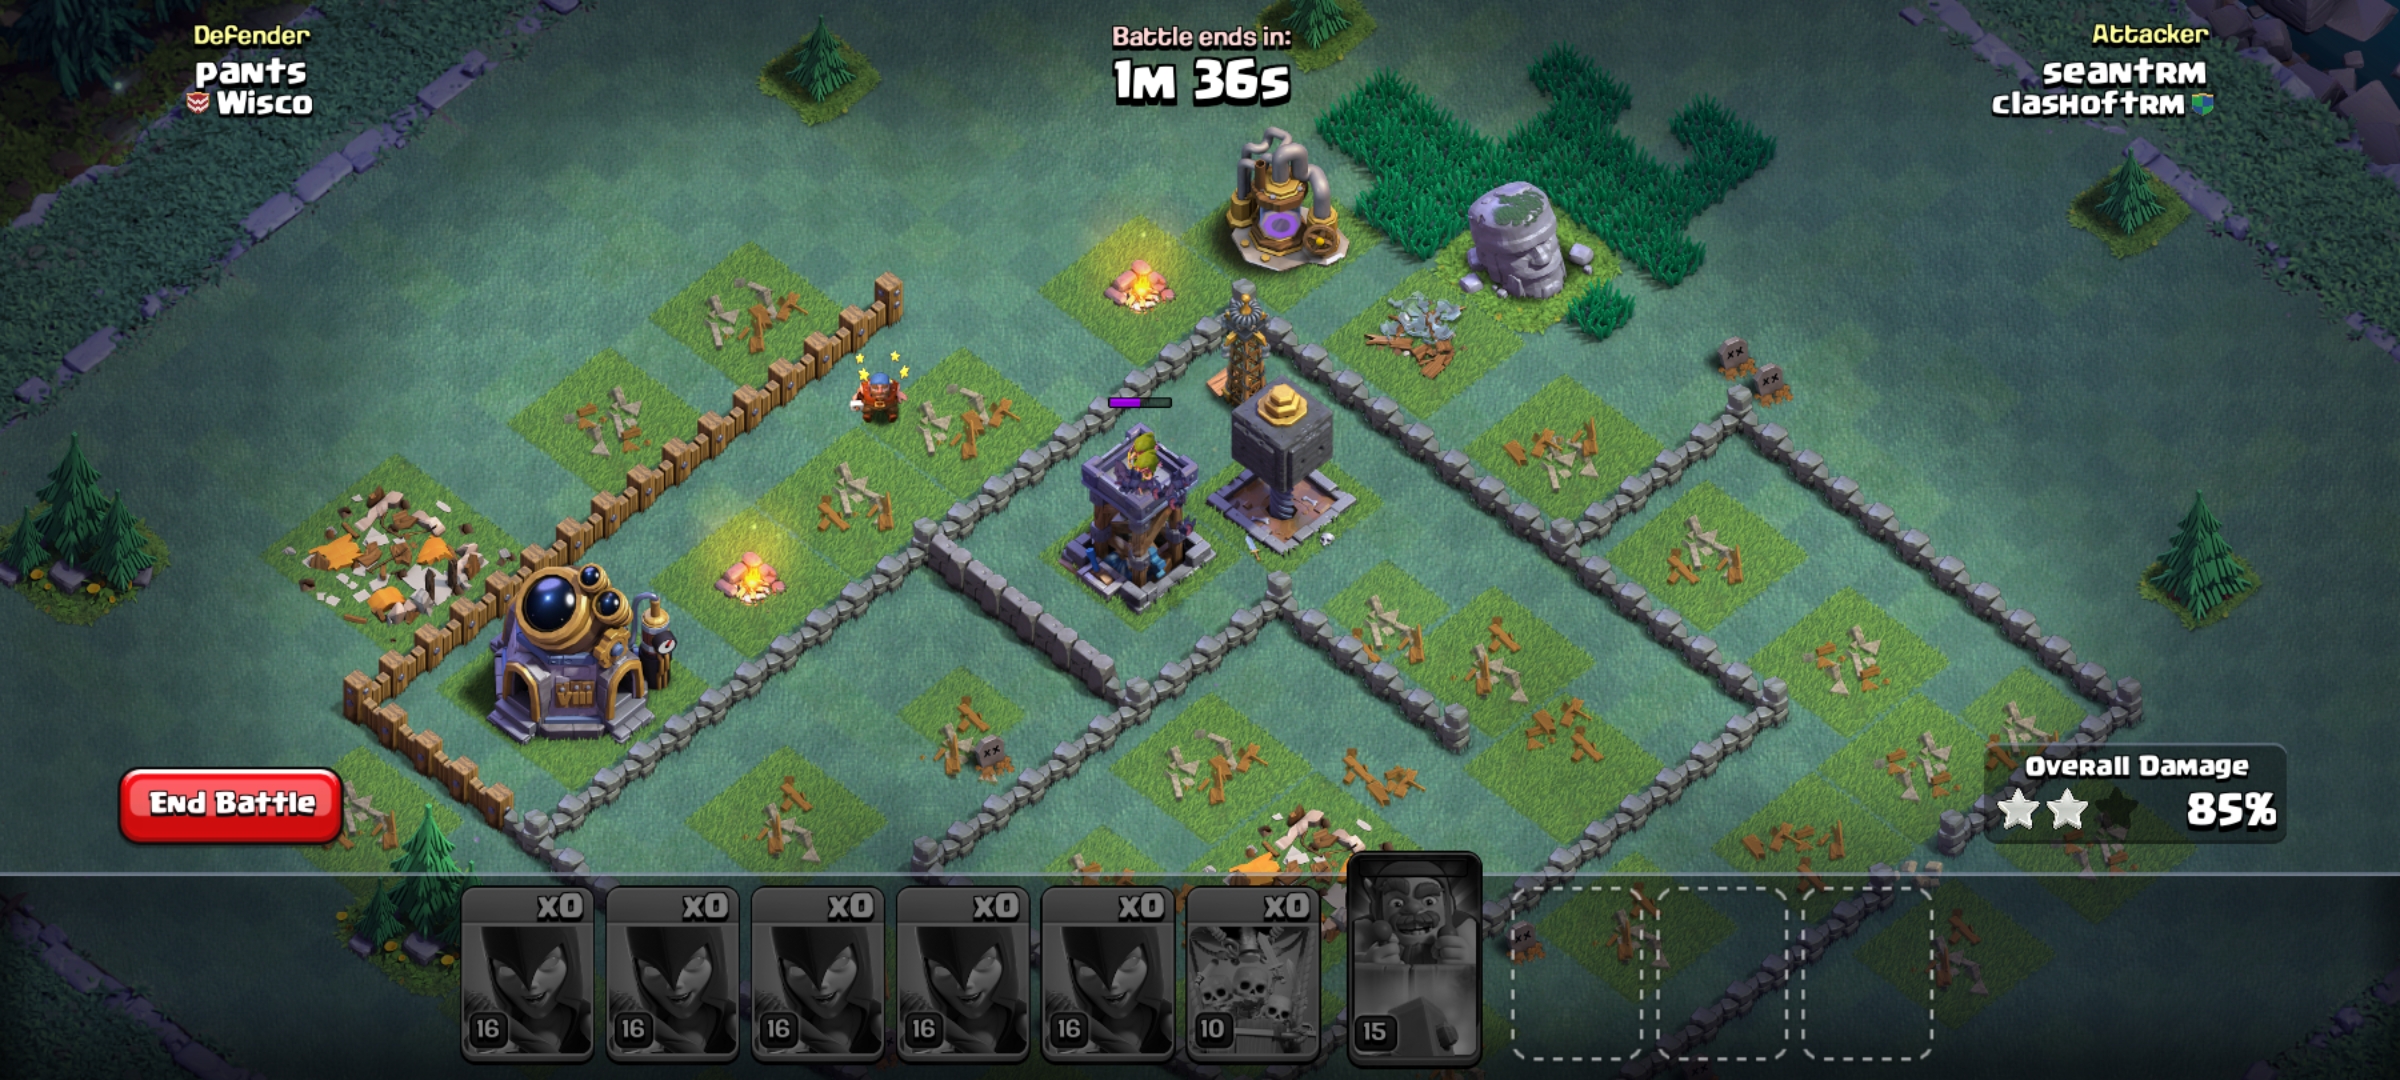 Defender
pants
Wisco
Battle ends in:
1M 36s
Attacker
seantrm
clashoftrm
VIII
End Battle
Overall Damage
85%
x0
x0
x0
x0
x0
x0
16
16
16
16
16
10
15